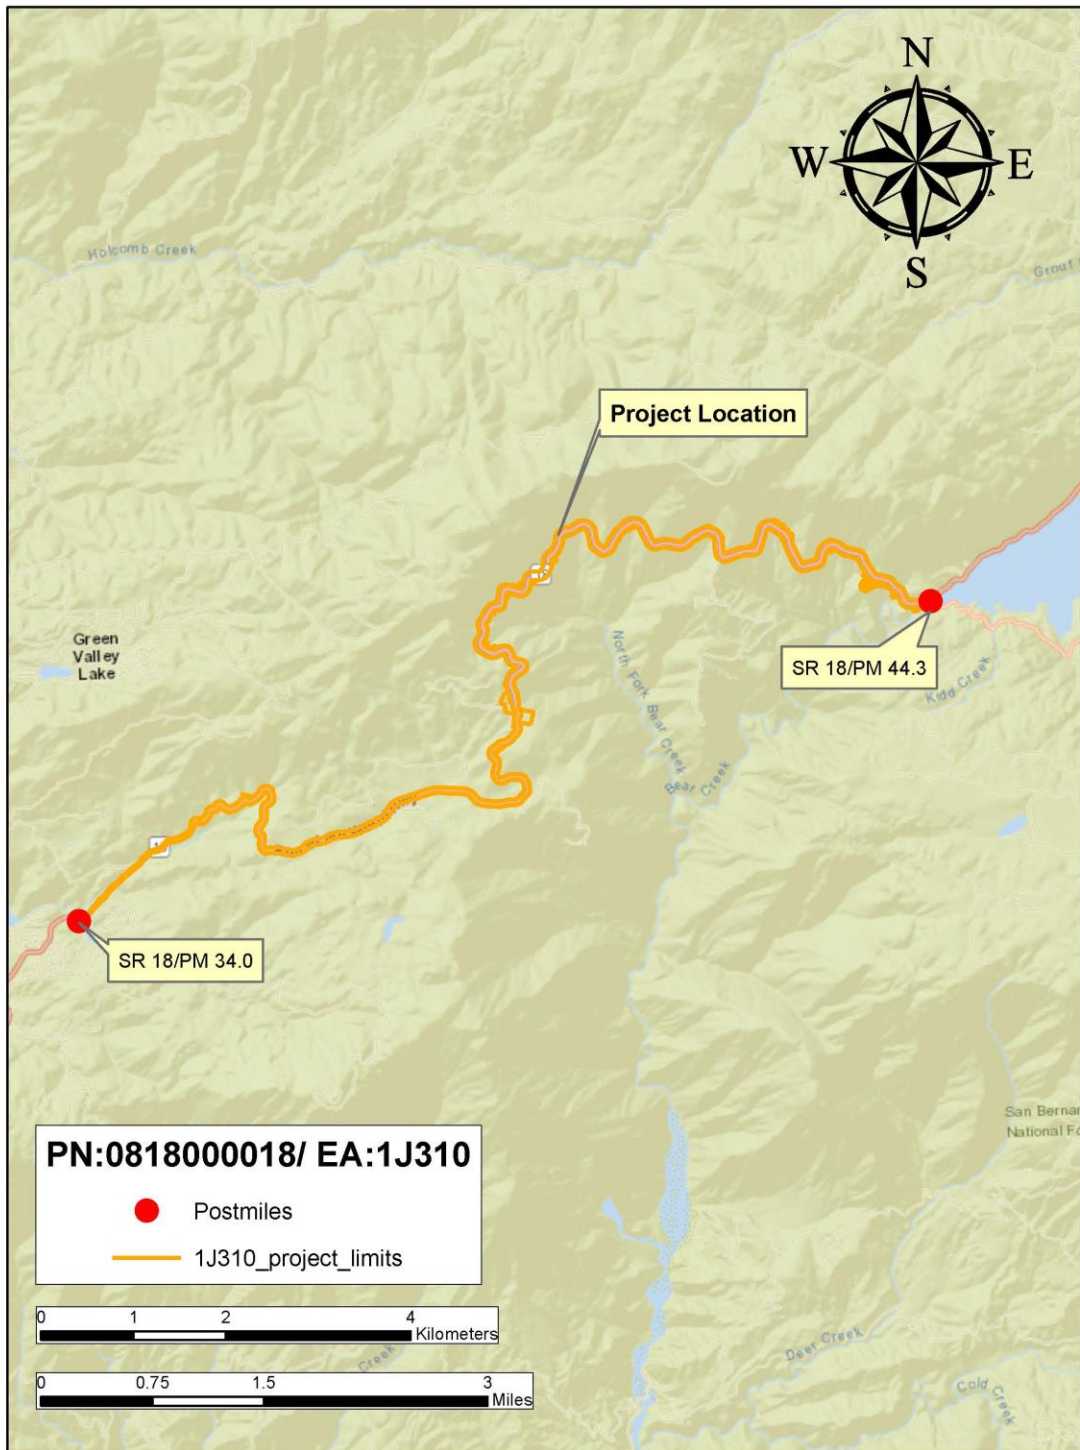 N
W E
S
Holcomb Creek
Grout
Project Location
Green
Valley
Lake
North Fork Bear Creek
SR 18/PM 44.3
Kidd Creek
Bear Creek
SR 18/PM 34.0
San Bernar
National Fo
PN:0818000018/ EA:1J310
Postmiles
1J310_project_limits
0 1 2 4
Kilometers
Creek
Deer Creek
0 0.75 1.5 3
Miles
Cold Creek